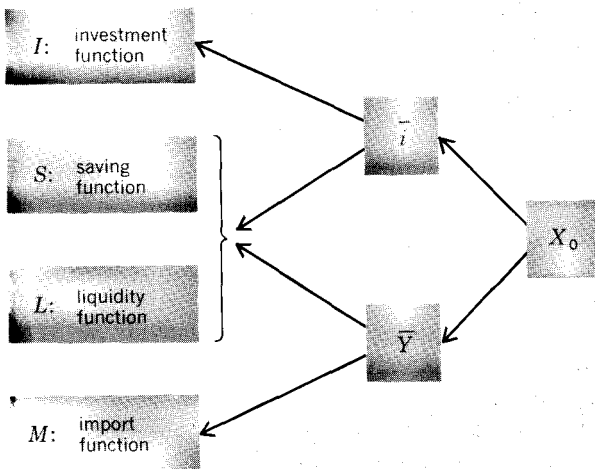 I: investment
function
S: saving
function
L: liquidity
function
M: import
function
i̅
Y̅
X₀